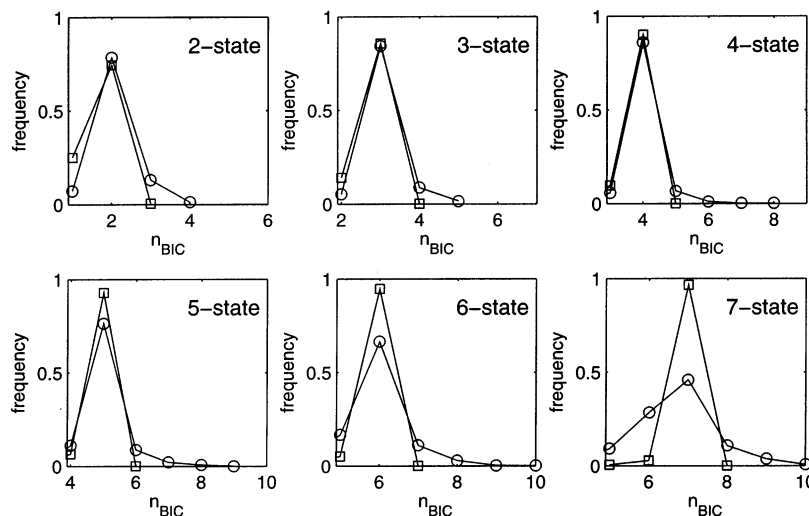 1
2-state
frequency
0.5
0
2 4 6
n_BIC
1
3-state
frequency
0.5
0
2 3 4 5 6 7
n_BIC
1
4-state
frequency
0.5
0
4 6 8
n_BIC
1
5-state
frequency
0.5
0
4 6 8 10
n_BIC
1
6-state
frequency
0.5
0
6 8 10
n_BIC
1
7-state
frequency
0.5
0
6 8 10
n_BIC